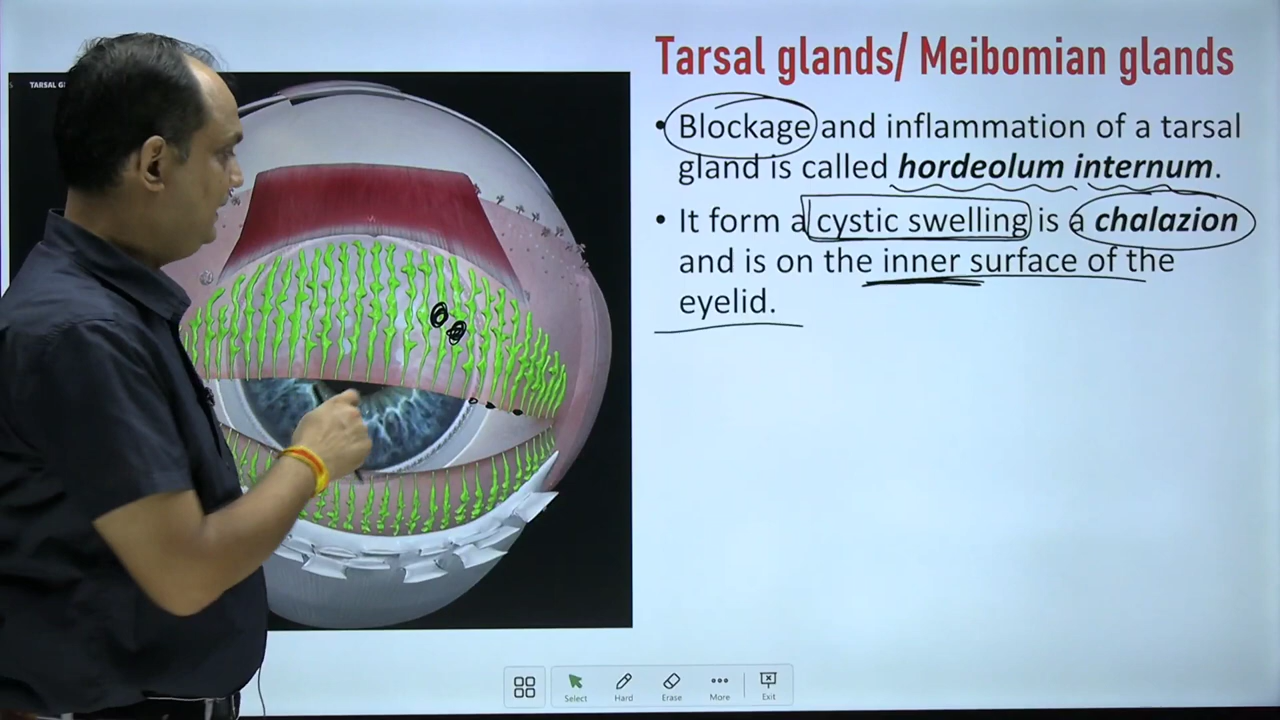 TARSAL
Tarsal glands/ Meibomian glands
• Blockage and inflammation of a tarsal
gland is called hordeolum internum.
• It form a cystic swelling is a chalazion
and is on the inner surface of the
eyelid.
Select Hard Erase More Exit